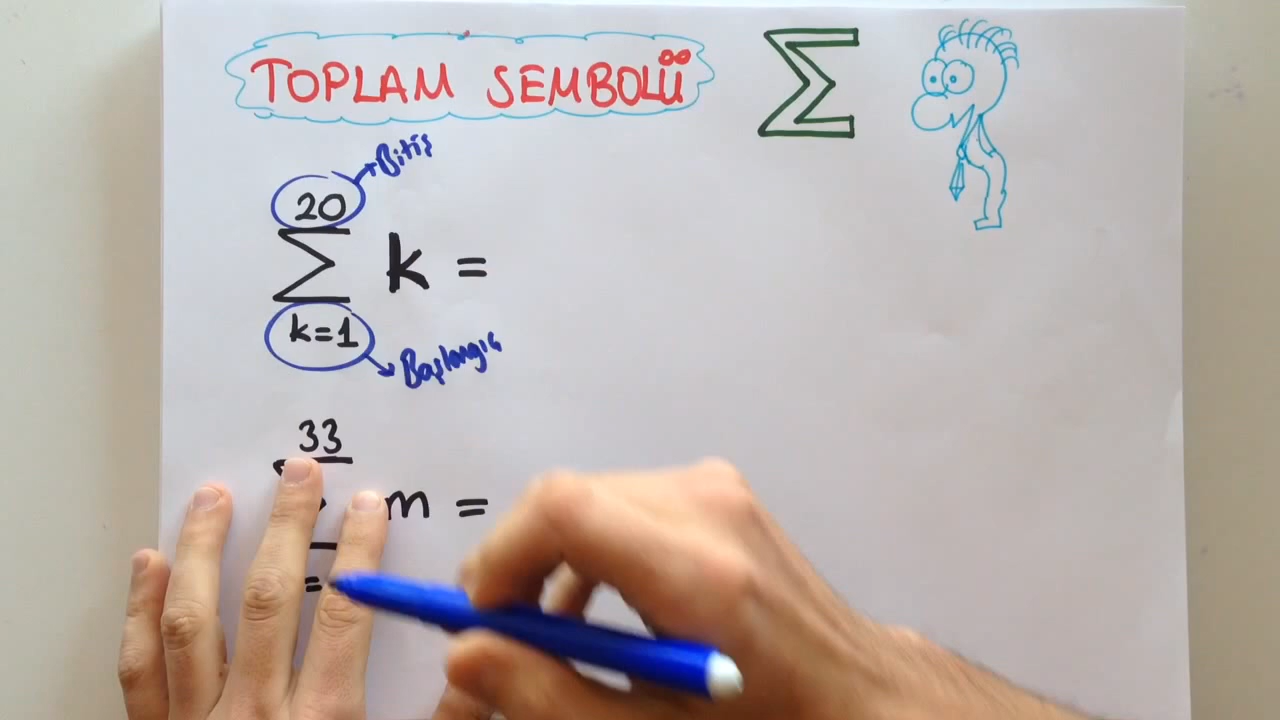 TOPLAM SEMBOLÜ Σ
Bitiş
20
∑ k =
k=1
Başlangıç
33
m =
=